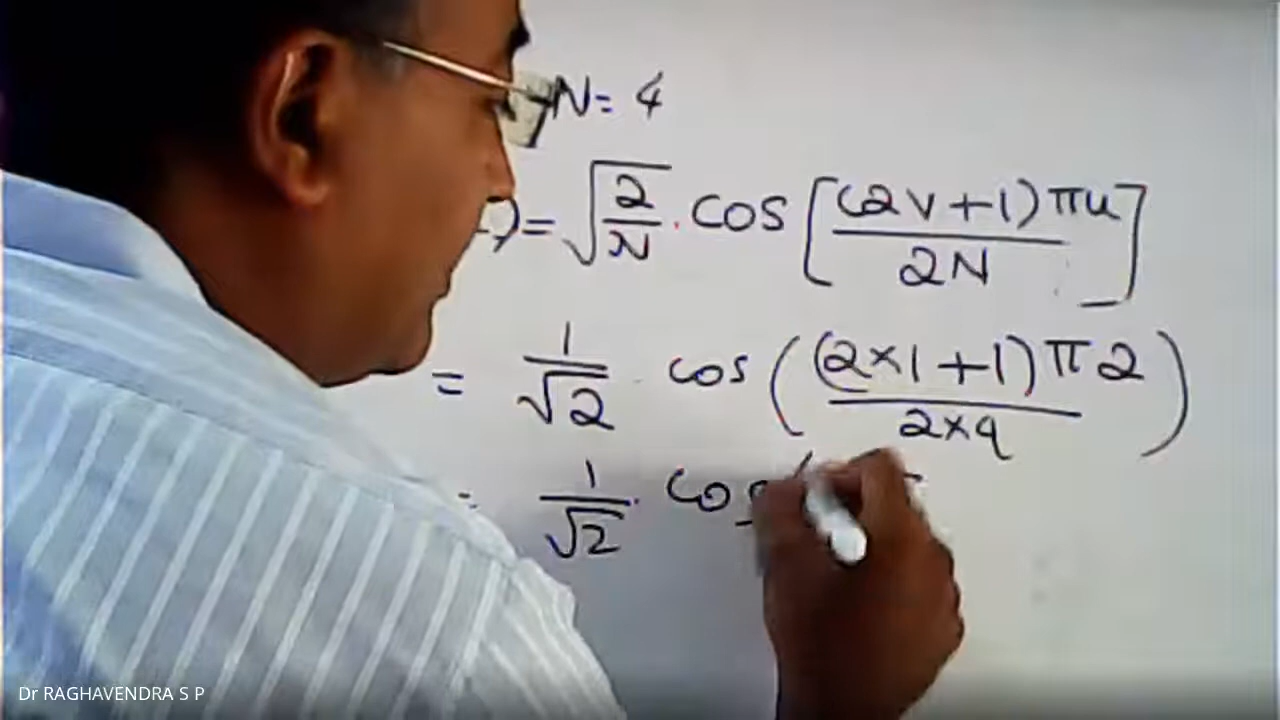 N = 4
) = √(2/N) . cos [ (2v+1)πu / 2N ]
= 1/√2 . cos ( (2×1+1)π2 / 2×4 )
= 1/√2 . cos (
Dr RAGHAVENDRA S P